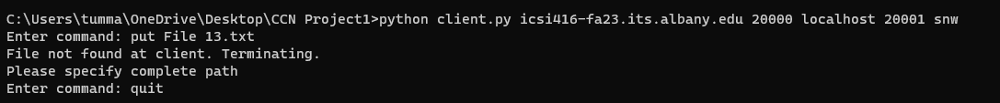 C:\Users\tumma\OneDrive\Desktop\CCN Project1>python client.py icsi416-fa23.its.albany.edu 20000 localhost 20001 snw
Enter command: put File 13.txt
File not found at client. Terminating.
Please specify complete path
Enter command: quit